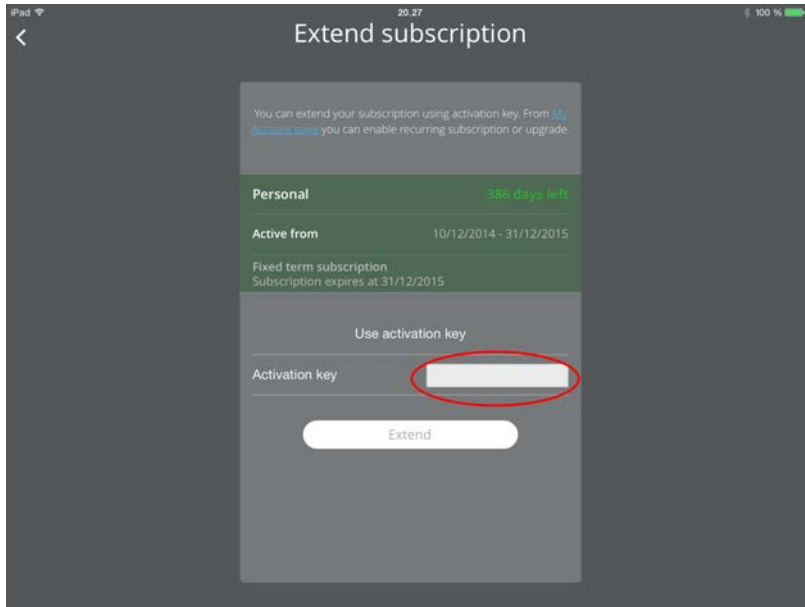 iPad
20.27
100 %
Extend subscription
You can extend your subscription using activation key. From My
Account page you can enable recurring subscription or upgrade.
Personal 386 days left
Active from 10/12/2014 - 31/12/2015
Fixed term subscription
Subscription expires at 31/12/2015
Use activation key
Activation key
Extend